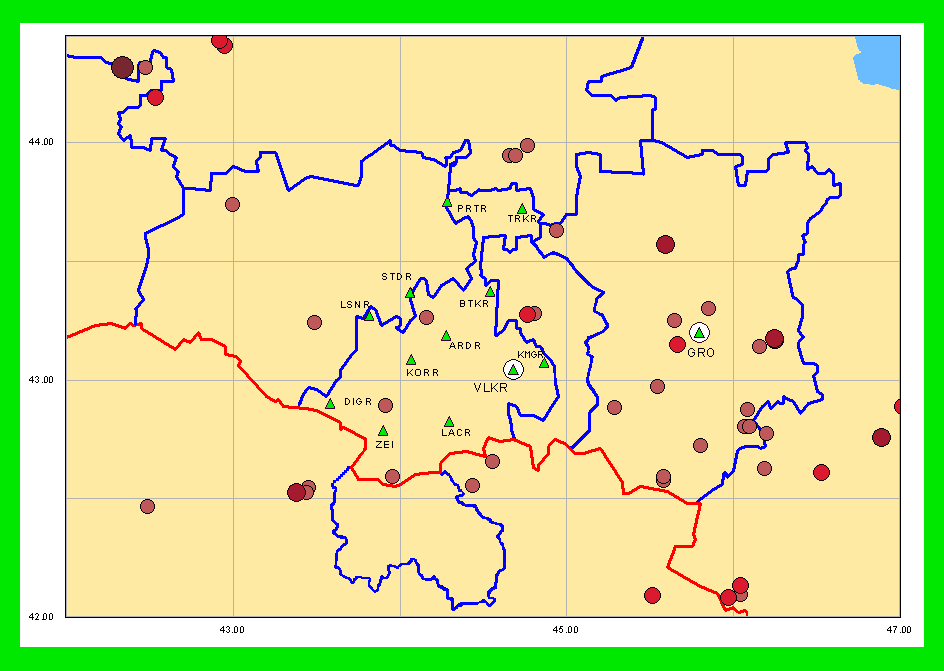 44.00
PRTR
TRKR
STDR
LSNR
BTKR
ARDR
KMGR
GRO
KORR
43.00
VLKR
DIGR
LACR
ZEI
42.00
43.00
45.00
47.00